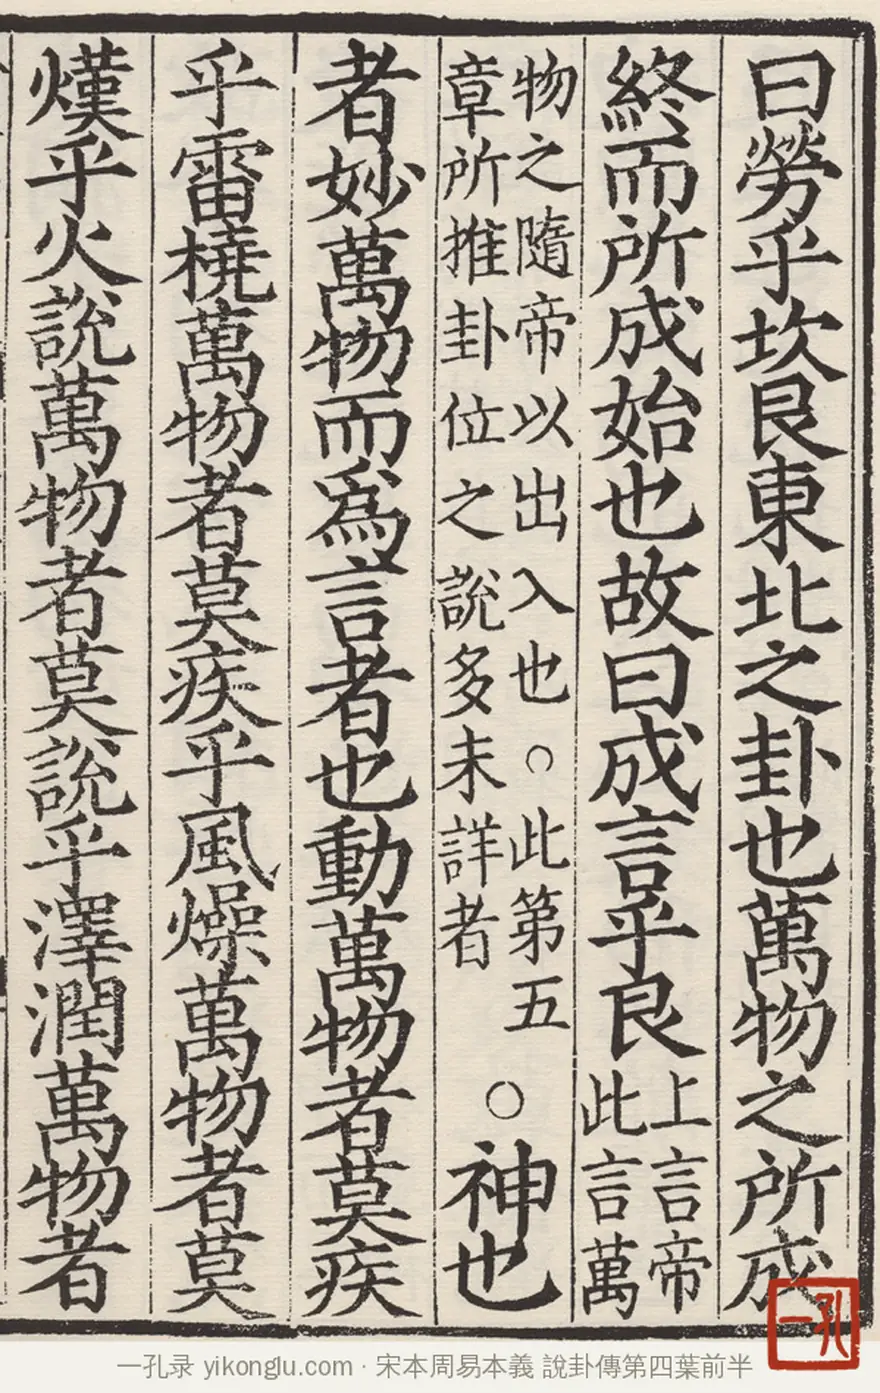 曰勞乎坎艮東北之卦也萬物之所成
終而所成始也故曰成言乎艮上言帝此言萬
物之隨帝以出入也○此第五章所推卦位之說多未詳者○神也
者妙萬物而爲言者也動萬物者莫疾
乎雷橈萬物者莫疾乎風燥萬物者莫
熯乎火說萬物者莫說乎澤潤萬物者
一孔
一孔录 yikonglu.com · 宋本周易本義 說卦傳第四葉前半